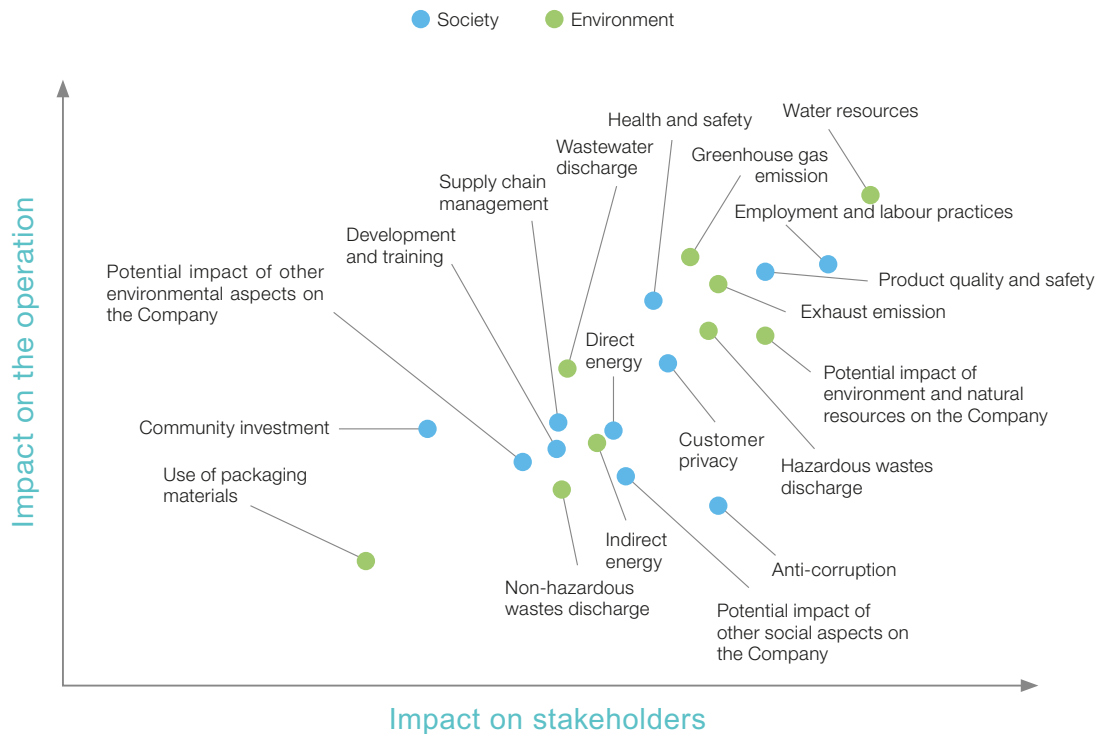 Society
Environment
Impact on the operation
Water resources
Health and safety
Wastewater
discharge
Greenhouse gas
emission
Supply chain
management
Employment and labour practices
Development
and training
Potential impact of other
environmental aspects on
the Company
Product quality and safety
Exhaust emission
Direct
energy
Potential impact of
environment and natural
resources on the Company
Community investment
Customer
privacy
Use of packaging
materials
Hazardous wastes
discharge
Indirect
energy
Anti-corruption
Non-hazardous
wastes discharge
Potential impact of
other social aspects on
the Company
Impact on stakeholders